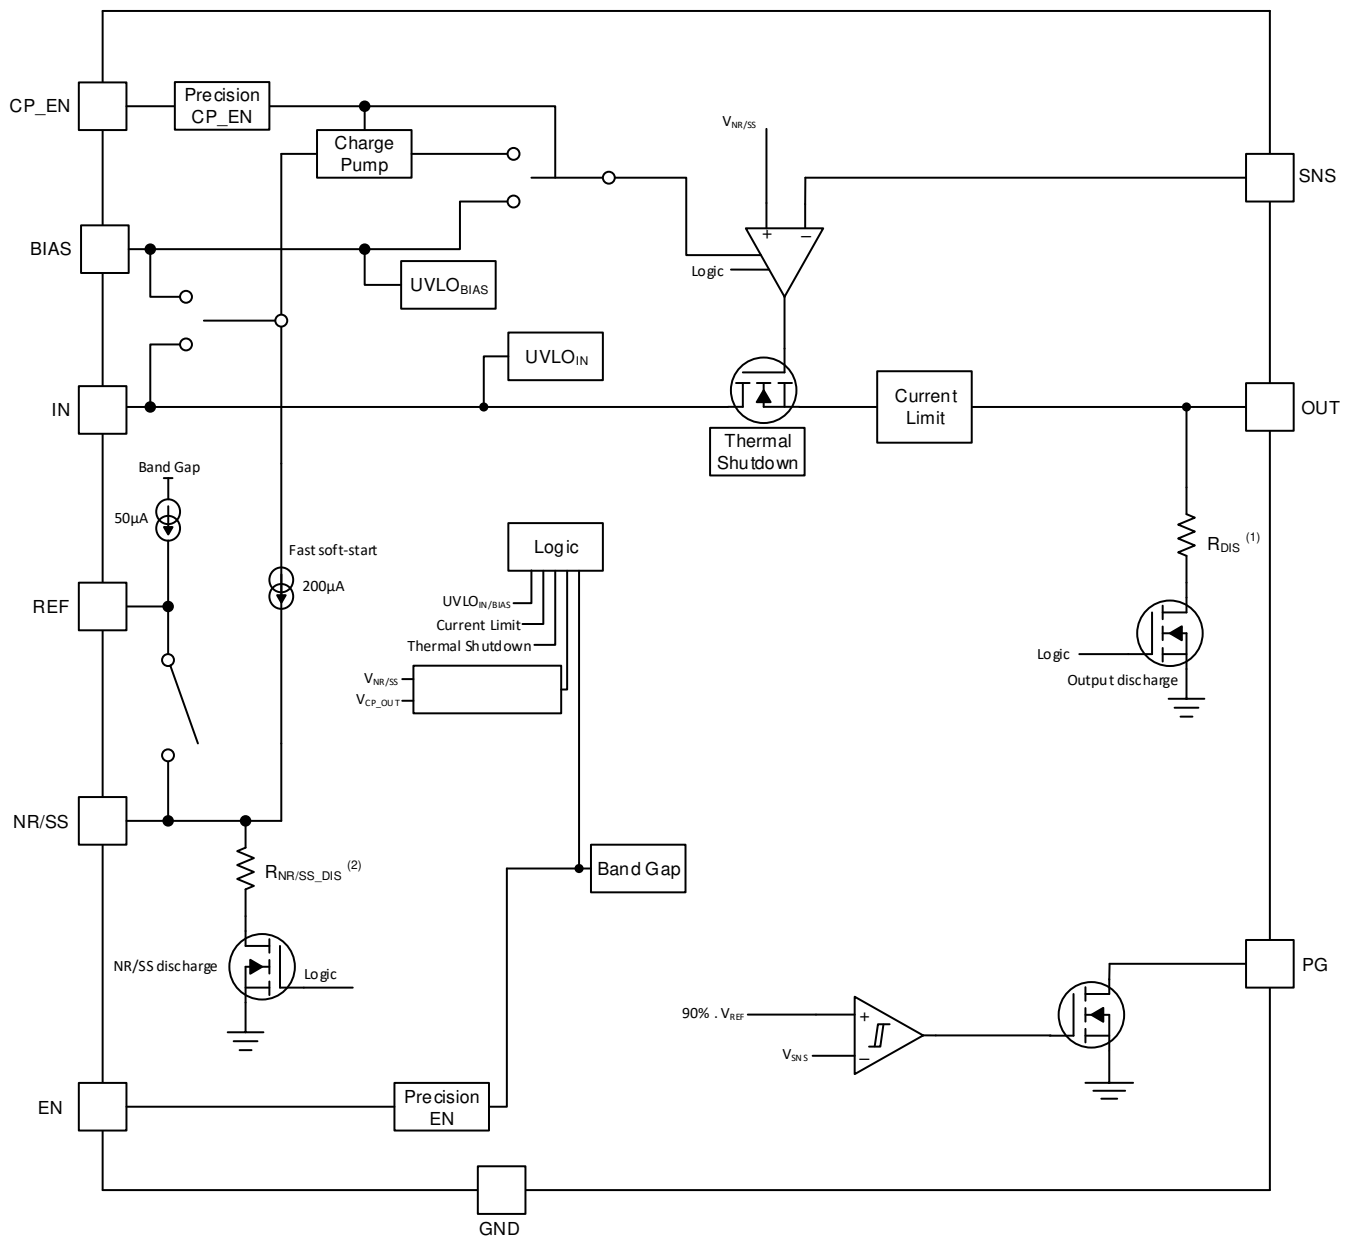 CP_EN
Precision
CP_EN
Charge
Pump
VNR/SS
SNS
+
−
BIAS
UVLOBIAS
Logic
UVLOIN
IN
Current
Limit
OUT
Thermal
Shutdown
Band Gap
50µA
Logic
RDIS (1)
Fast soft-start
200µA
REF
UVLOIN/BIAS
Current Limit
Thermal Shutdown
VNR/SS
VCP_OUT
Logic
Output discharge
NR/SS
RNR/SS_DIS (2)
Band Gap
NR/SS discharge
Logic
PG
90% . VREF
+
VSNS
−
EN
Precision
EN
GND